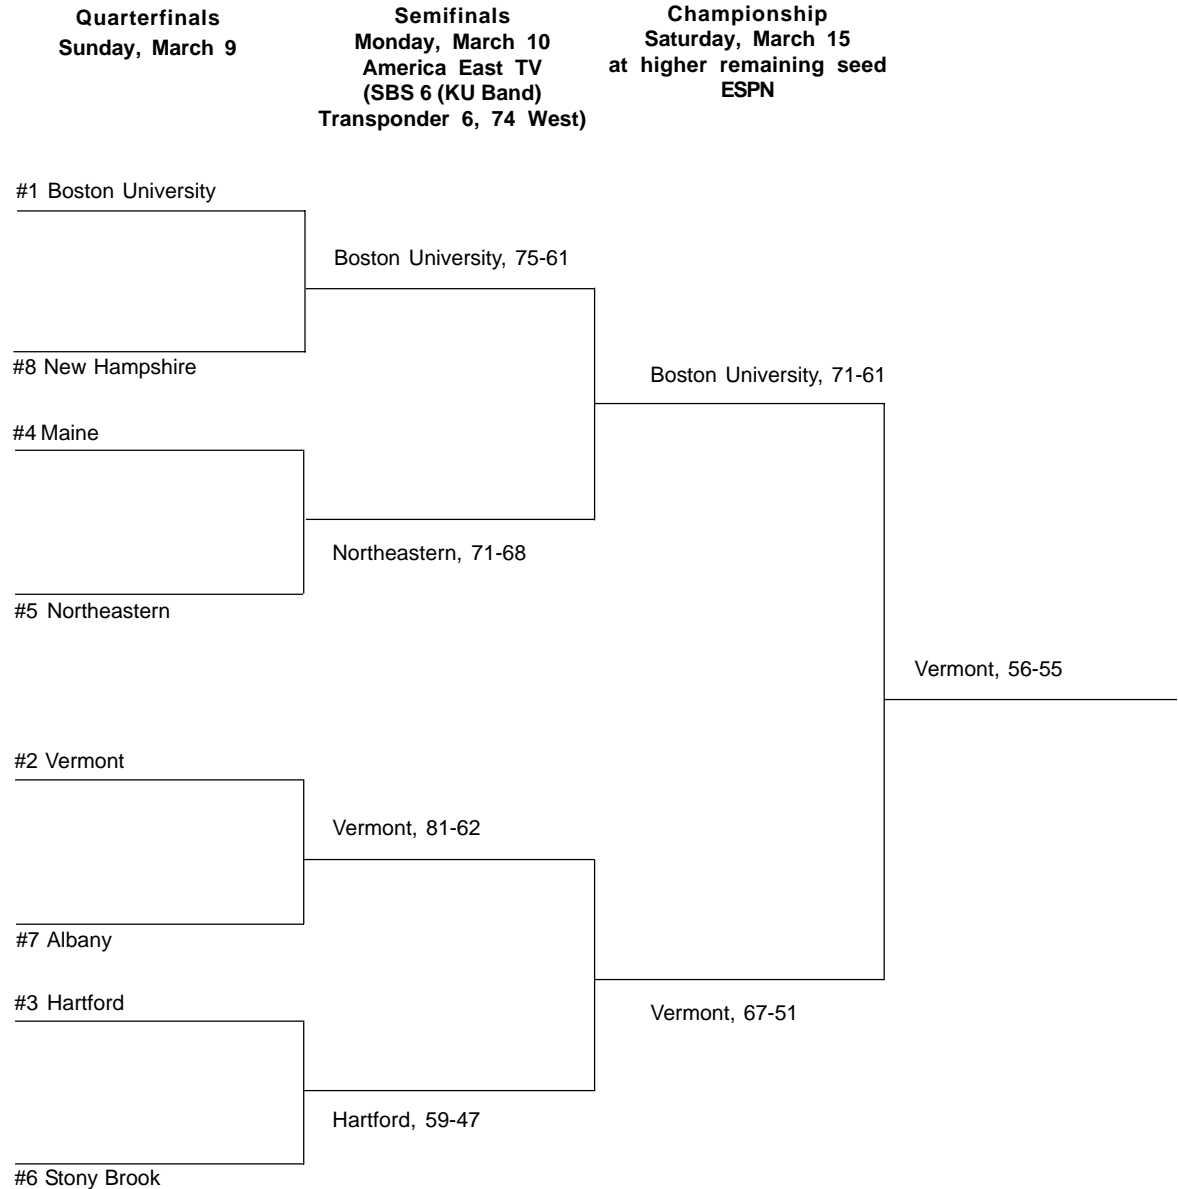 Quarterfinals
Sunday, March 9
Semifinals
Monday, March 10
America East TV
(SBS 6 (KU Band)
Transponder 6, 74 West)
Championship
Saturday, March 15
at higher remaining seed
ESPN
#1 Boston University
Boston University, 75-61
#8 New Hampshire
Boston University, 71-61
#4 Maine
Northeastern, 71-68
#5 Northeastern
Vermont, 56-55
#2 Vermont
Vermont, 81-62
#7 Albany
#3 Hartford
Vermont, 67-51
Hartford, 59-47
#6 Stony Brook